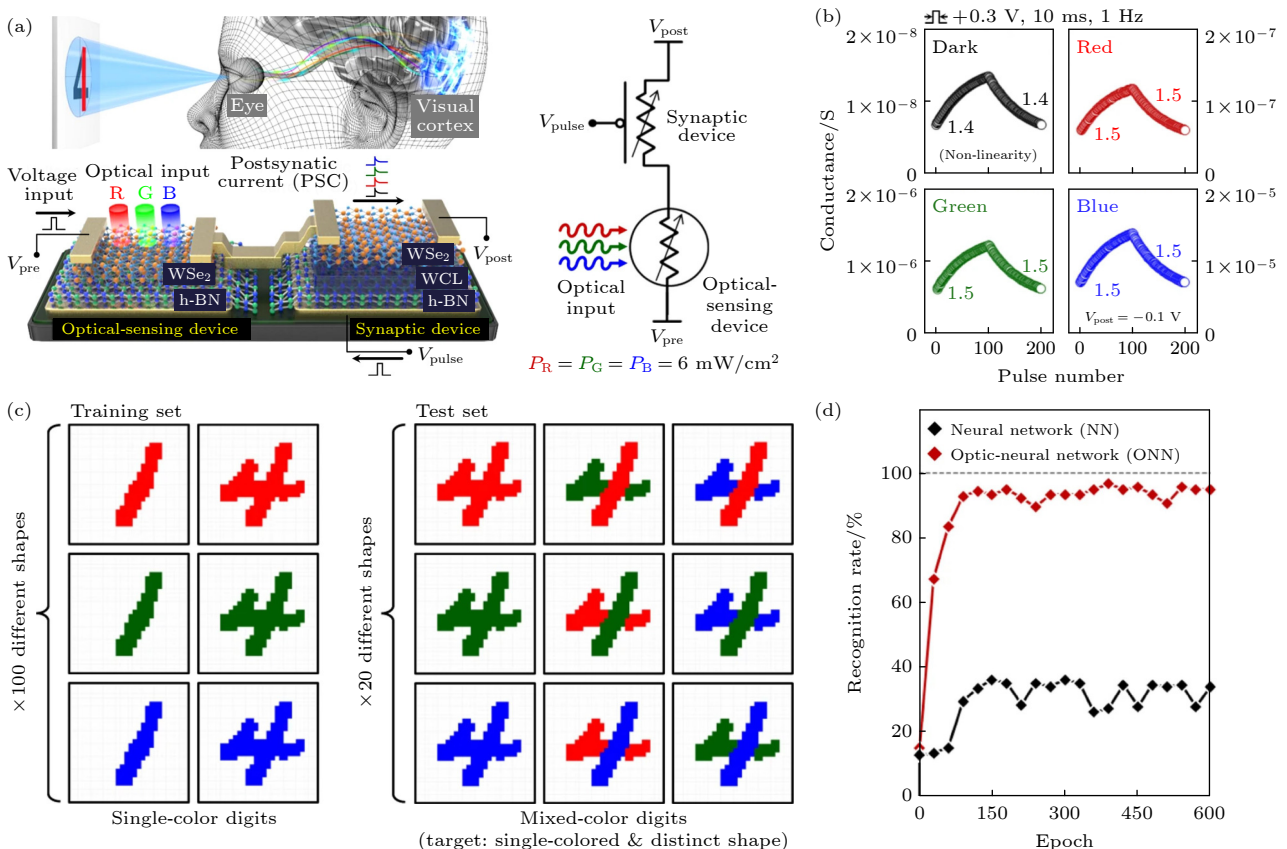 (a)
Eye
Visual
cortex
Voltage
input
Optical input
R G B
Postsynatic
current (PSC)
V_pre
V_post
WSe₂
h-BN
WSe₂
WCL
h-BN
Optical-sensing device
Synaptic device
V_pulse
V_post
V_pulse
Synaptic
device
Optical
input
Optical-
sensing
device
V_pre
P_R = P_G = P_B = 6 mW/cm²
(b)
+0.3 V, 10 ms, 1 Hz
Conductance/S
2×10⁻⁸
1×10⁻⁸
0
Dark
1.4
1.4
(Non-linearity)
Red
1.5
1.5
2×10⁻⁷
1×10⁻⁷
0
2×10⁻⁶
1×10⁻⁶
0
Green
1.5
1.5
Blue
1.5
1.5
V_post = −0.1 V
2×10⁻⁵
1×10⁻⁵
0
0 100 200
0 100 200
Pulse number
(c)
Training set
×100 different shapes
Single-color digits
Test set
×20 different shapes
Mixed-color digits
(target: single-colored & distinct shape)
(d)
Neural network (NN)
Optic-neural network (ONN)
Recognition rate/%
100
80
60
40
20
0
0 150 300 450 600
Epoch